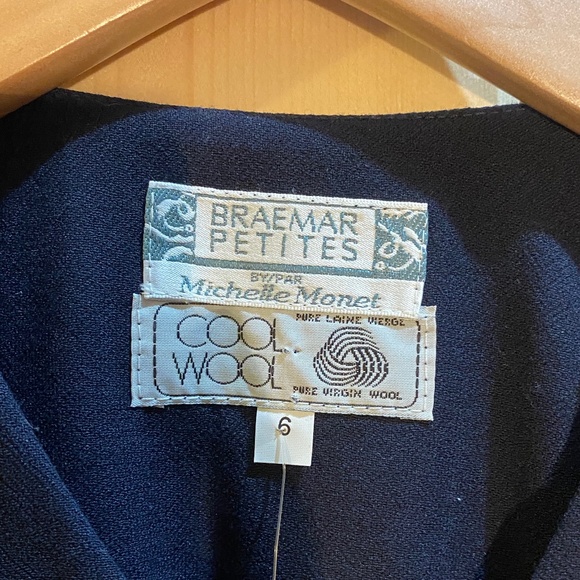 BRAEMAR
PETITES
BY/PAR
Michelle Monet
COOL
WOOL
PURE LAINE VIERGE
PURE VIRGIN WOOL
6